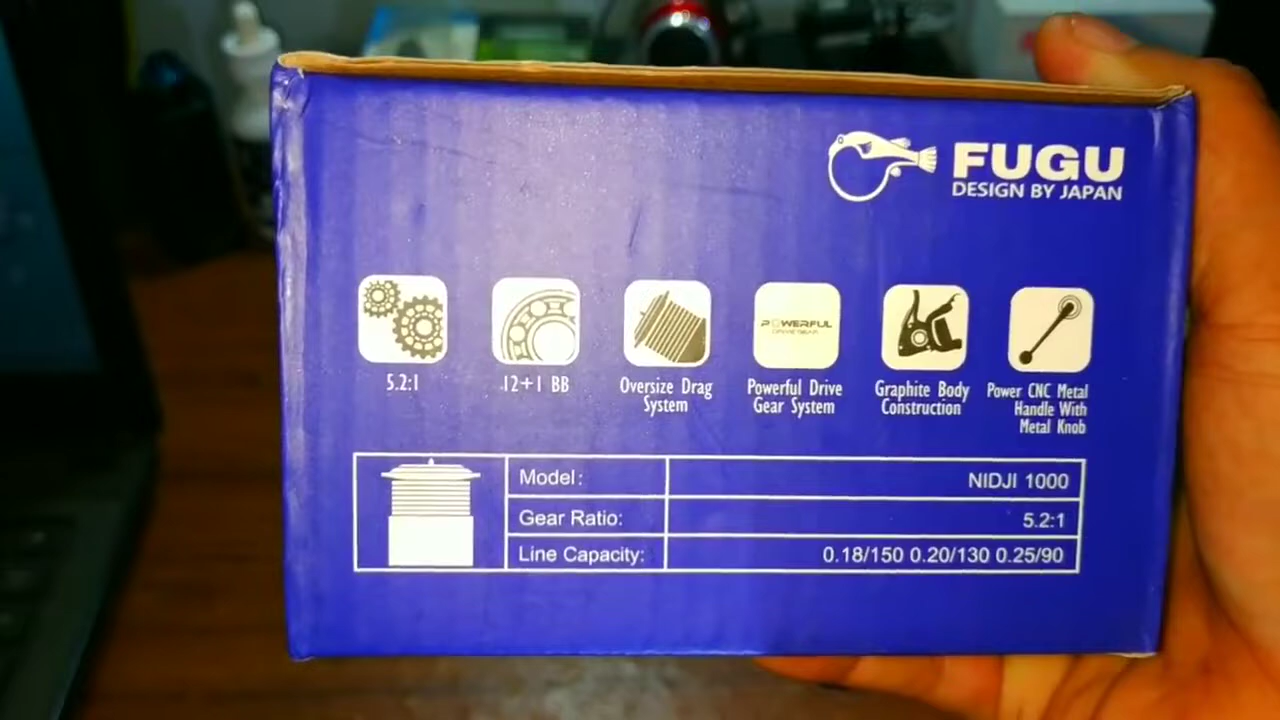 FUGU
DESIGN BY JAPAN
POWERFUL
DRIVE GEAR
5.2:1
12+1 BB
Oversize Drag
System
Powerful Drive
Gear System
Graphite Body
Construction
Power CNC Metal
Handle With
Metal Knob
Model: NIDJI 1000
Gear Ratio: 5.2:1
Line Capacity: 0.18/150 0.20/130 0.25/90